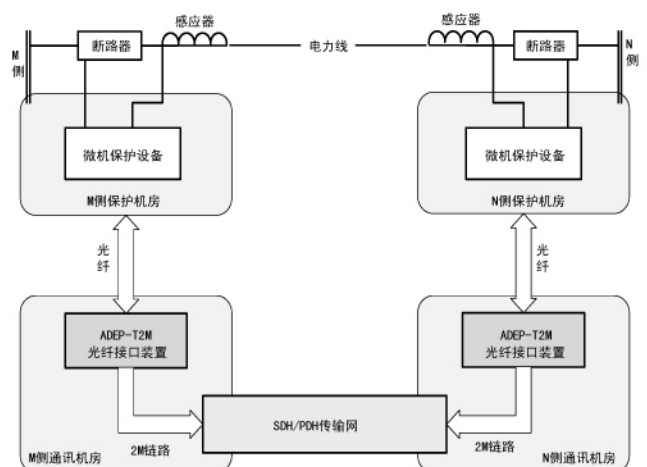 感应器
感应器
M侧
断路器
电力线
断路器
N侧
微机保护设备
微机保护设备
M侧保护机房
N侧保护机房
光纤
光纤
ADEP-T2M
光纤接口装置
ADEP-T2M
光纤接口装置
SDH/PDH传输网
2M链路
2M链路
M侧通讯机房
N侧通讯机房